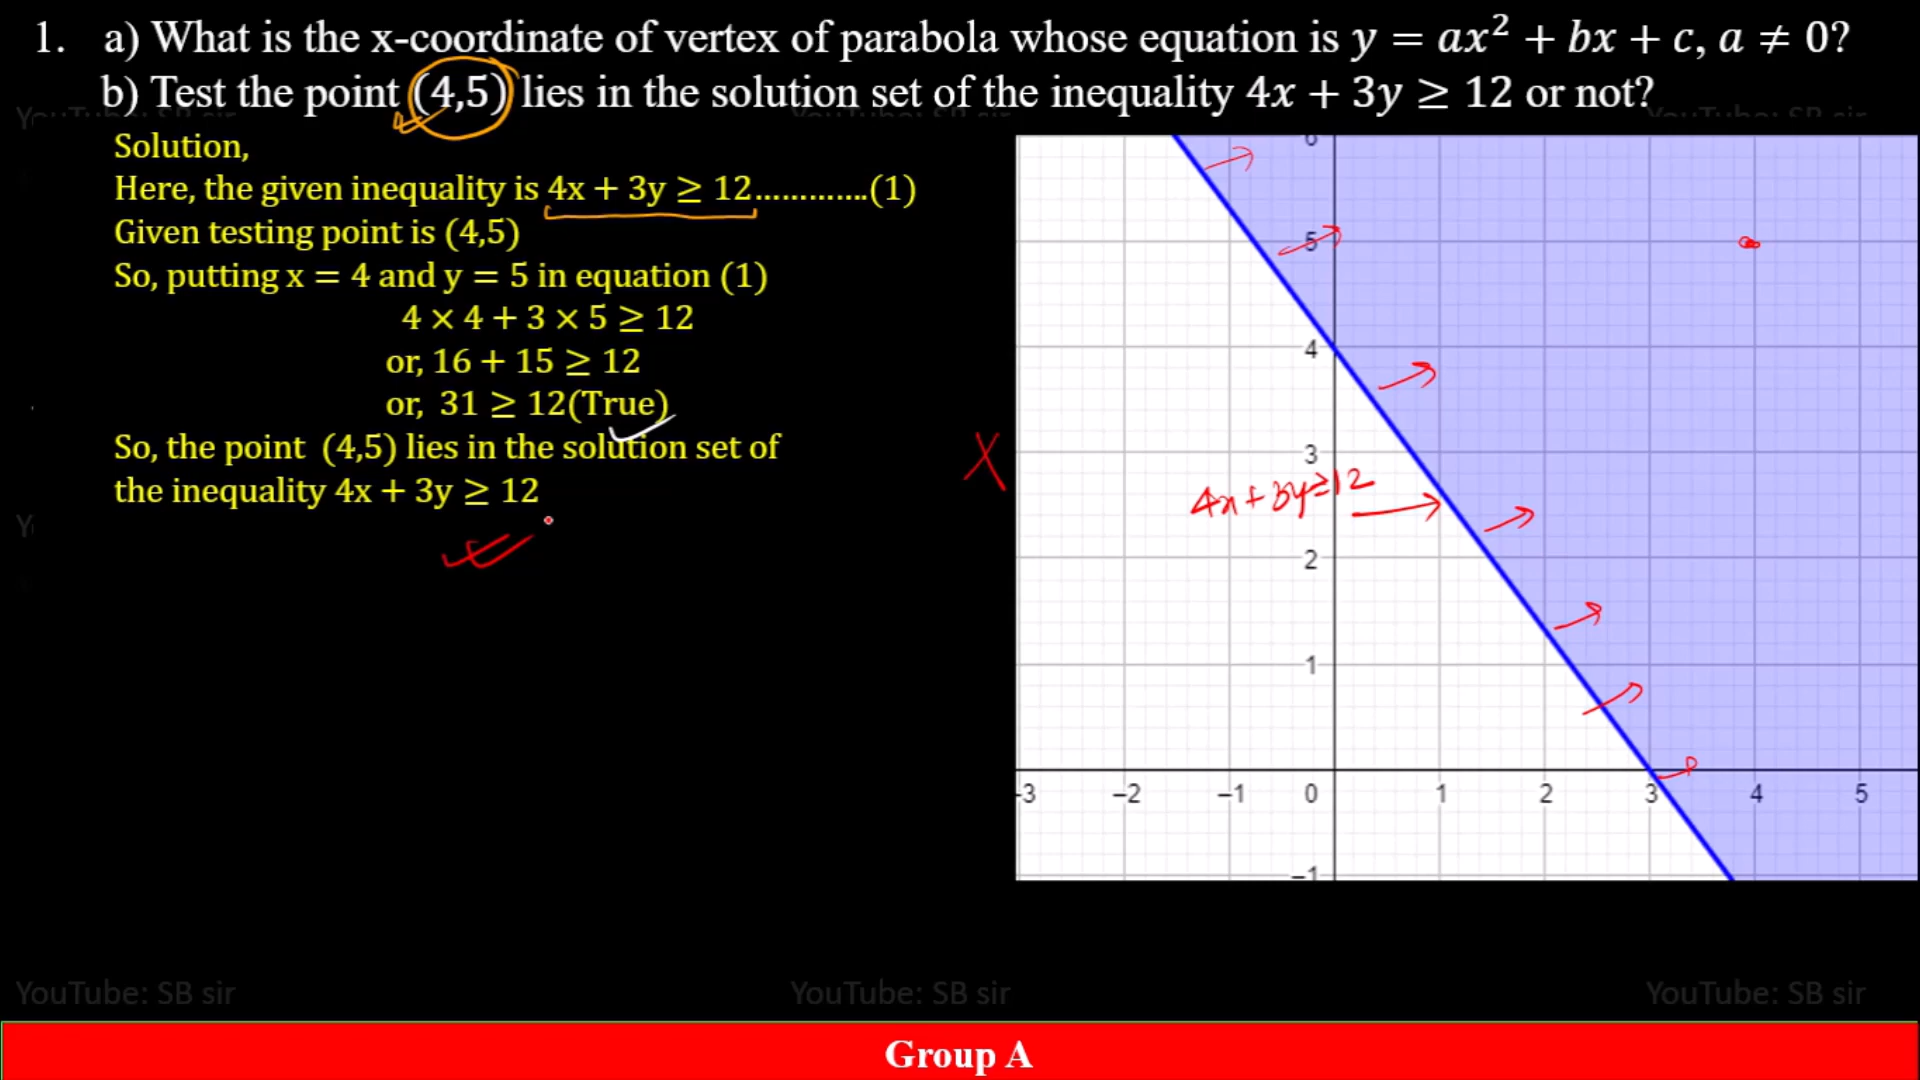 1. a) What is the x-coordinate of vertex of parabola whose equation is y = ax² + bx + c, a ≠ 0?
b) Test the point (4,5) lies in the solution set of the inequality 4x + 3y ≥ 12 or not?
Solution,
Here, the given inequality is 4x + 3y ≥ 12..............(1)
Given testing point is (4,5)
So, putting x = 4 and y = 5 in equation (1)
4 × 4 + 3 × 5 ≥ 12
or, 16 + 15 ≥ 12
or, 31 ≥ 12(True)
So, the point (4,5) lies in the solution set of
the inequality 4x + 3y ≥ 12
6
5
4
3
4x + 3y ≥ 12
2
1
-3 -2 -1 0 1 2 3 4 5
-1
YouTube: SB sir YouTube: SB sir YouTube: SB sir
Group A